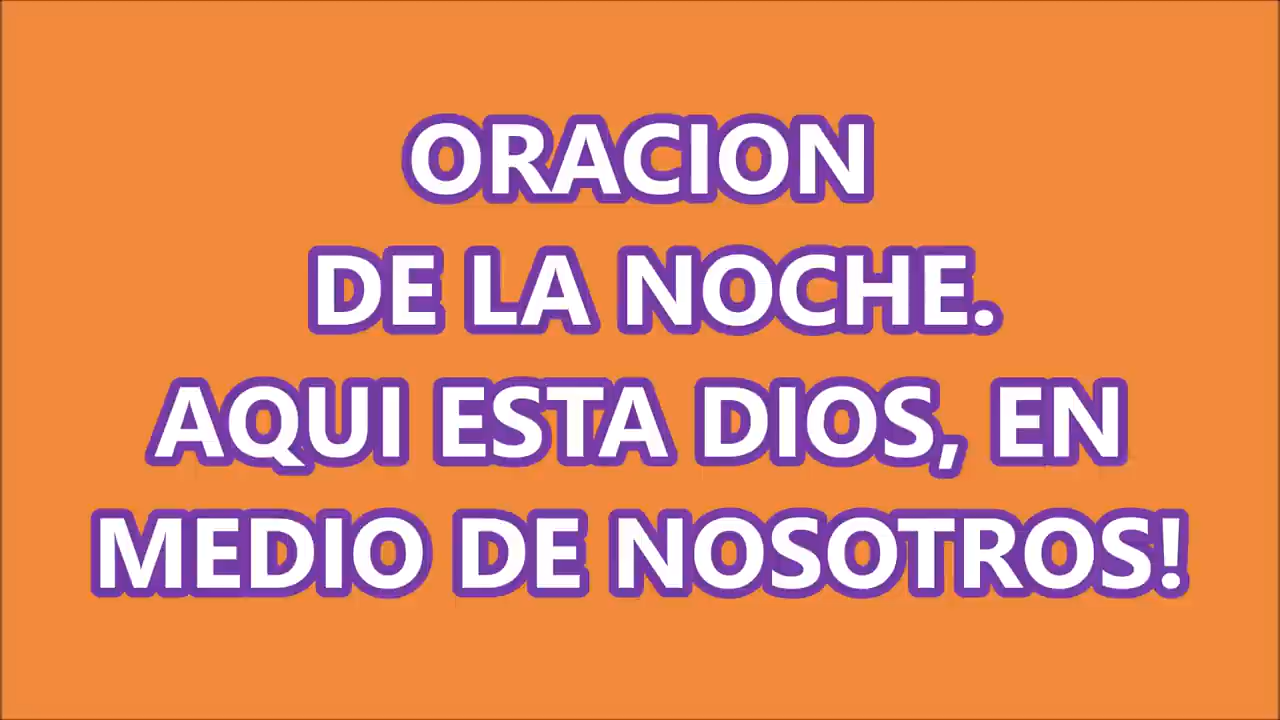 ORACION
DE LA NOCHE.
AQUI ESTA DIOS, EN
MEDIO DE NOSOTROS!